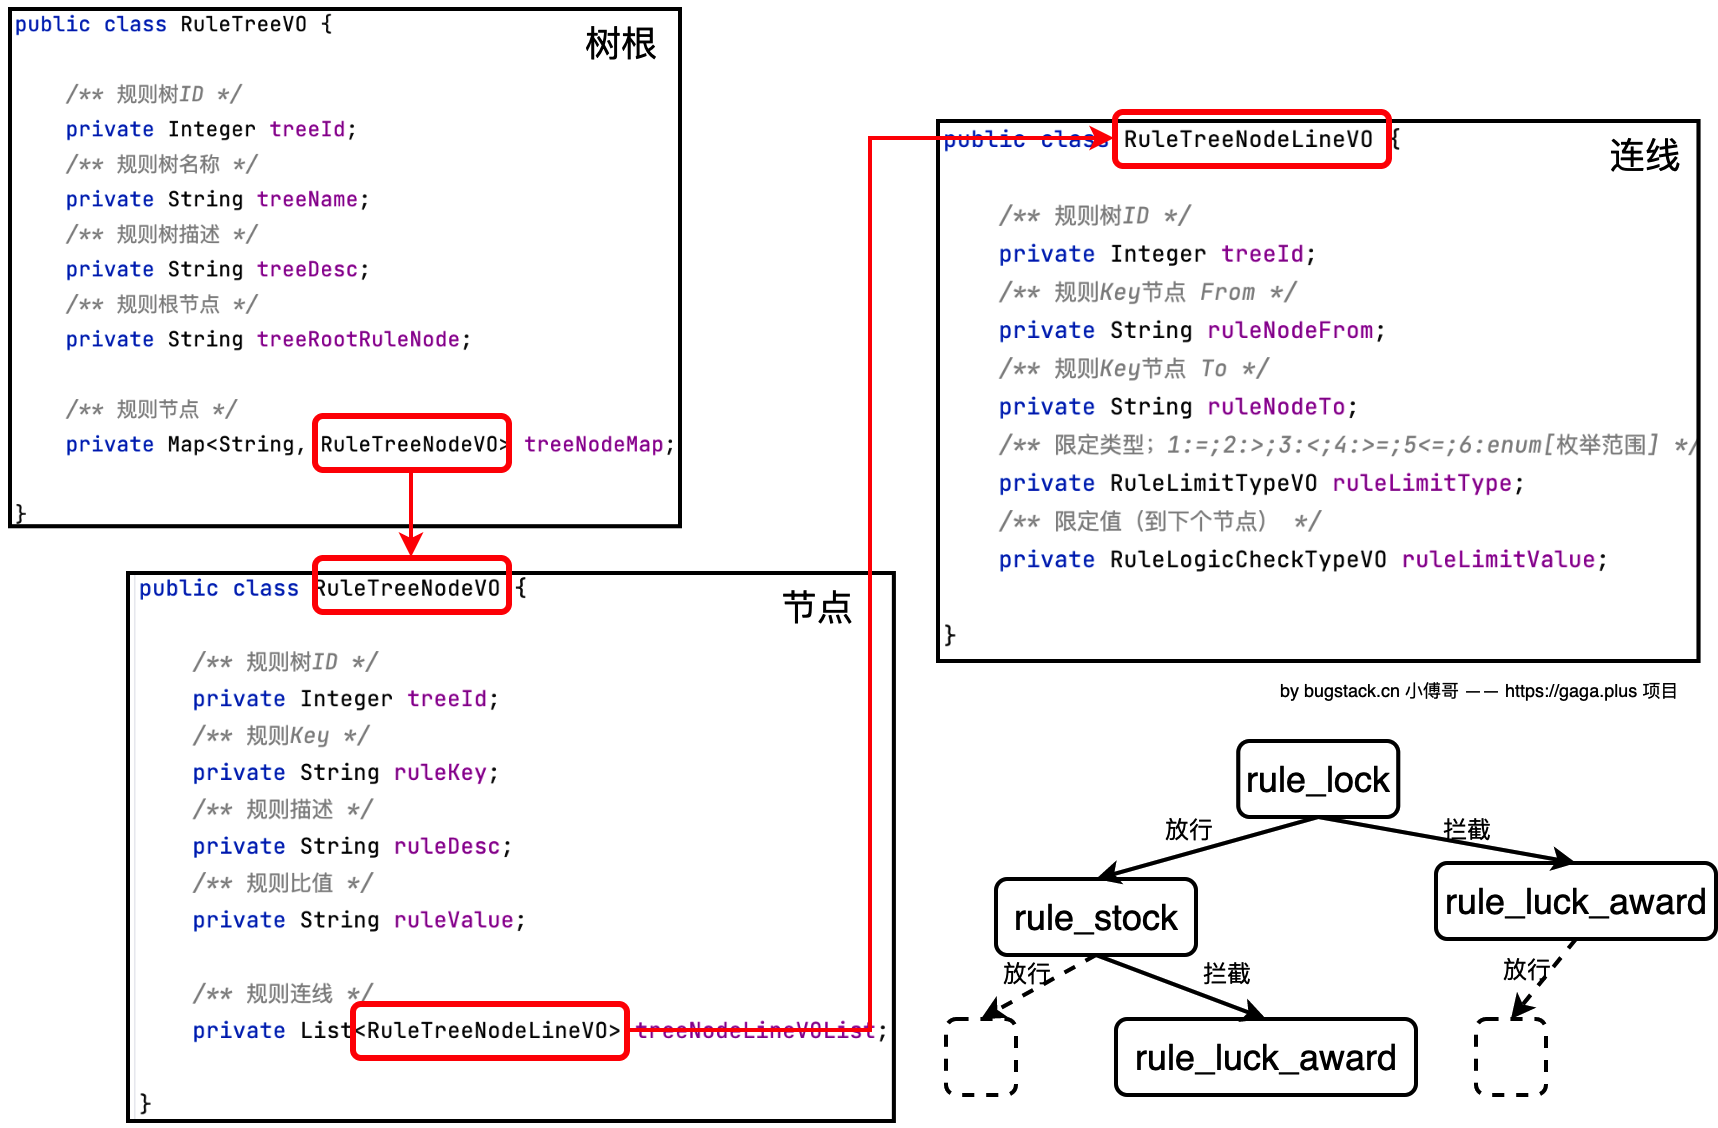 public class RuleTreeVO {
树根
/** 规则树ID */
private Integer treeId;
/** 规则树名称 */
private String treeName;
/** 规则树描述 */
private String treeDesc;
/** 规则根节点 */
private String treeRootRuleNode;
/** 规则节点 */
private Map<String, RuleTreeNodeVO> treeNodeMap;
}
public class RuleTreeNodeVO {
节点
/** 规则树ID */
private Integer treeId;
/** 规则Key */
private String ruleKey;
/** 规则描述 */
private String ruleDesc;
/** 规则比值 */
private String ruleValue;
/** 规则连线 */
private List<RuleTreeNodeLineVO> treeNodeLineVOList;
}
public class RuleTreeNodeLineVO {
连线
/** 规则树ID */
private Integer treeId;
/** 规则Key节点 From */
private String ruleNodeFrom;
/** 规则Key节点 To */
private String ruleNodeTo;
/** 限定类型；1:=;2:>;3:<;4:>=;5<=;6:enum[枚举范围] */
private RuleLimitTypeVO ruleLimitType;
/** 限定值（到下个节点） */
private RuleLogicCheckTypeVO ruleLimitValue;
}
by bugstack.cn 小傅哥 —— https://gaga.plus 项目
rule_lock
放行
拦截
rule_stock
rule_luck_award
放行
拦截
放行
rule_luck_award